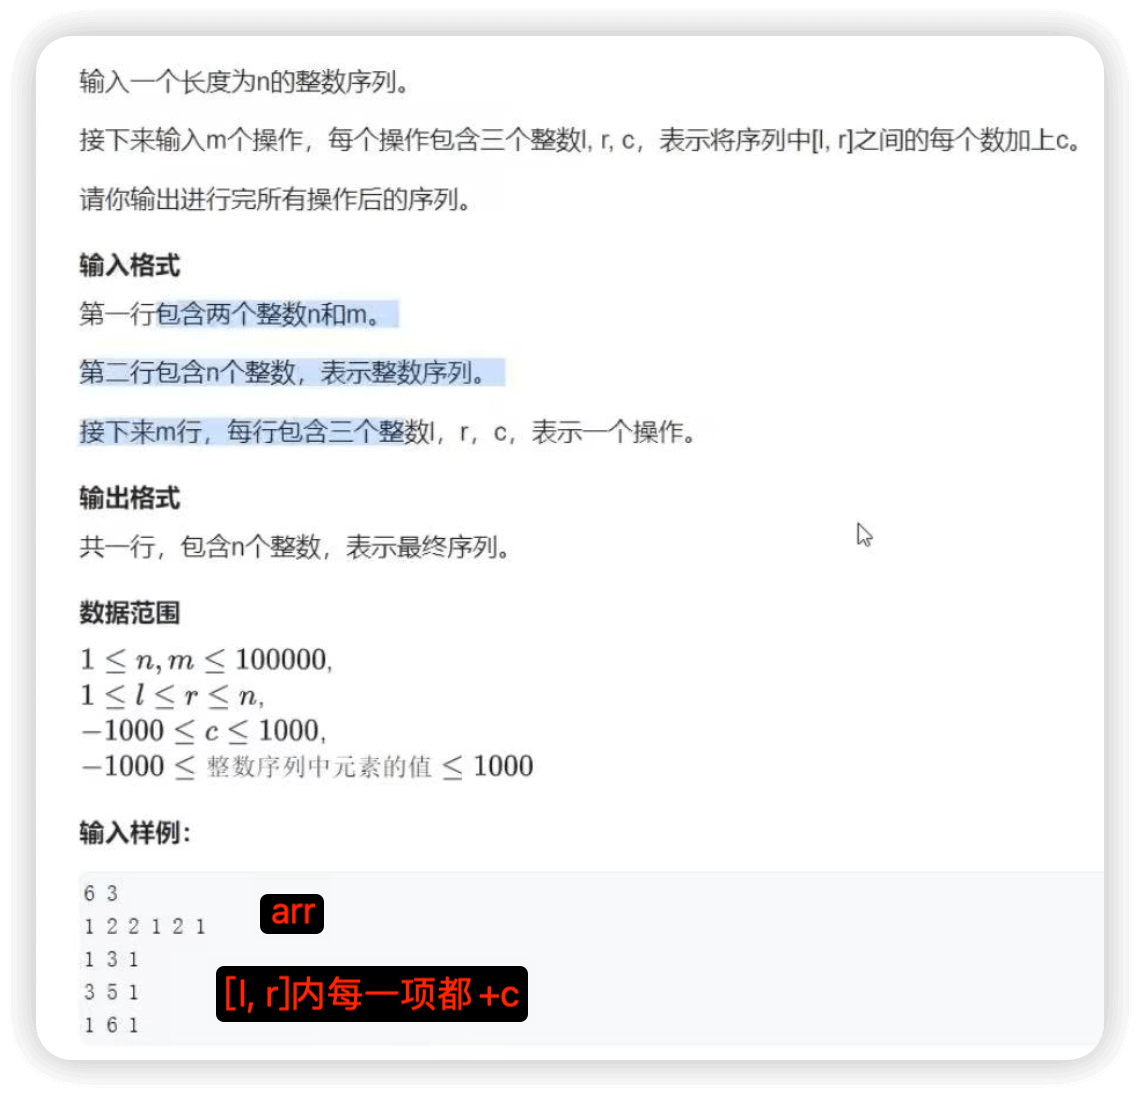 输入一个长度为n的整数序列。
接下来输入m个操作，每个操作包含三个整数l, r, c，表示将序列中[l, r]之间的每个数加上c。
请你输出进行完所有操作后的序列。
输入格式
第一行包含两个整数n和m。
第二行包含n个整数，表示整数序列。
接下来m行，每行包含三个整数l，r，c，表示一个操作。
输出格式
共一行，包含n个整数，表示最终序列。
数据范围
1 ≤ n, m ≤ 100000,
1 ≤ l ≤ r ≤ n,
−1000 ≤ c ≤ 1000,
−1000 ≤ 整数序列中元素的值 ≤ 1000
输入样例：
6 3
1 2 2 1 2 1
arr
1 3 1
3 5 1
[l, r]内每一项都 +c
1 6 1